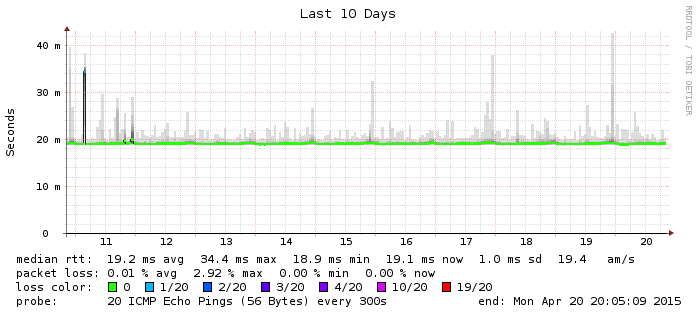 Last 10 Days
RRDTOOL / TOBI OETIKER
Seconds
40 m
30 m
20 m
10 m
0
11 12 13 14 15 16 17 18 19 20
median rtt: 19.2 ms avg 34.4 ms max 18.9 ms min 19.1 ms now 1.0 ms sd 19.4 am/s
packet loss: 0.01 % avg 2.92 % max 0.00 % min 0.00 % now
loss color: 0 1/20 2/20 3/20 4/20 10/20 19/20
probe: 20 ICMP Echo Pings (56 Bytes) every 300s end: Mon Apr 20 20:05:09 2015